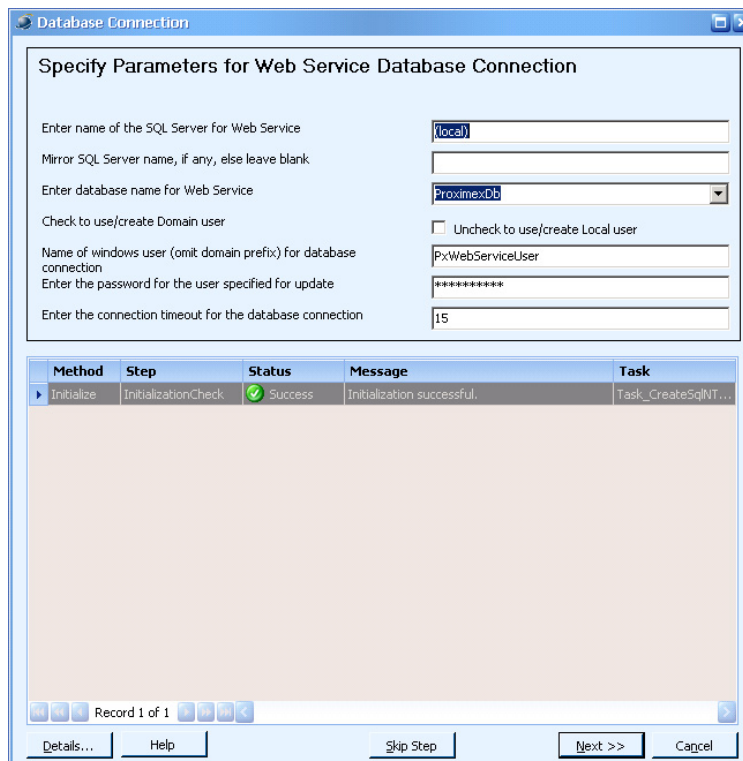 Database Connection
Specify Parameters for Web Service Database Connection
Enter name of the SQL Server for Web Service
(local)
Mirror SQL Server name, if any, else leave blank
Enter database name for Web Service
ProximexDb
Check to use/create Domain user
Uncheck to use/create Local user
Name of windows user (omit domain prefix) for database
connection
PxWebServiceUser
Enter the password for the user specified for update
**********
Enter the connection timeout for the database connection
15
Method Step Status Message Task
Initialize InitializationCheck Success Initialization successful. Task_CreateSqlNT...
Record 1 of 1
Details... Help Skip Step Next >> Cancel